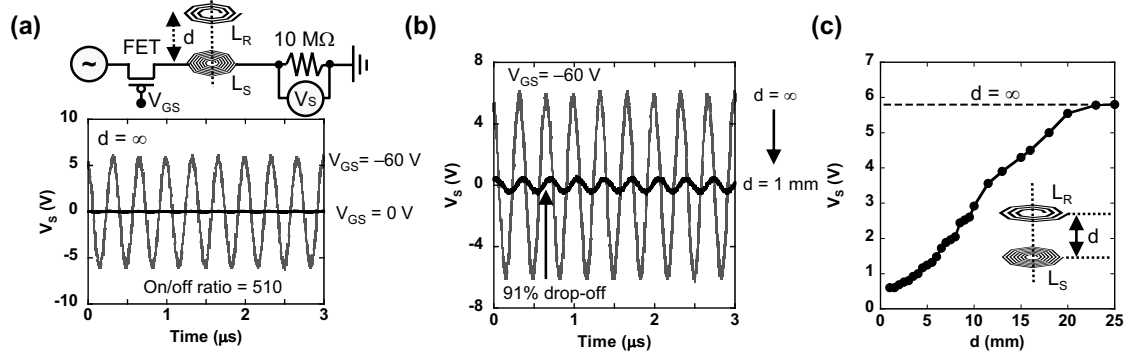 (a)
L_R
d
FET
10 MΩ
~
L_S
V_GS
V_S
10
5
0
-5
-10
V_S (V)
d = ∞
V_GS= –60 V
V_GS = 0 V
On/off ratio = 510
0
1
2
3
Time (μs)
(b)
8
4
0
-4
-8
V_S (V)
V_GS= –60 V
d = ∞
d = 1 mm
91% drop-off
0
1
2
3
Time (μs)
(c)
7
6
5
4
3
2
1
0
V_S (V)
d = ∞
L_R
d
L_S
0
5
10
15
20
25
d (mm)